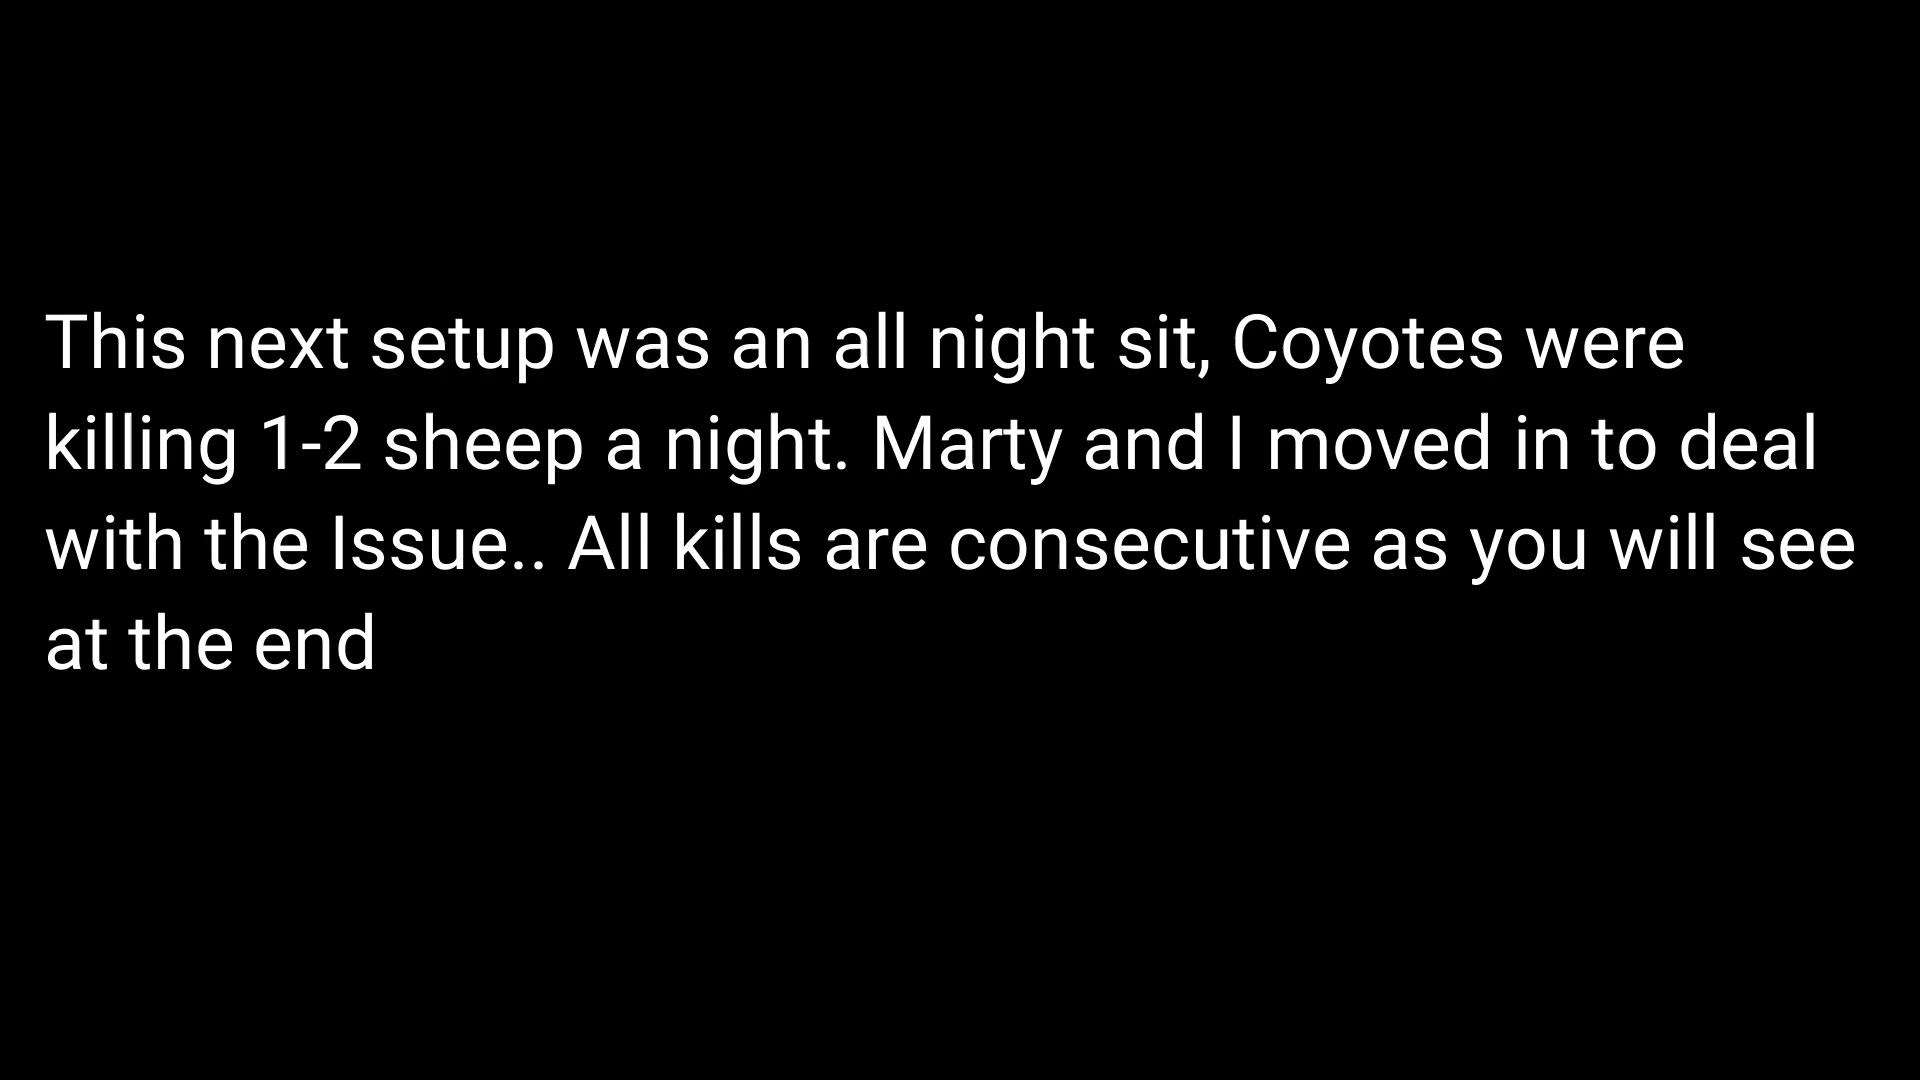 This next setup was an all night sit, Coyotes were
killing 1-2 sheep a night. Marty and I moved in to deal
with the Issue.. All kills are consecutive as you will see
at the end